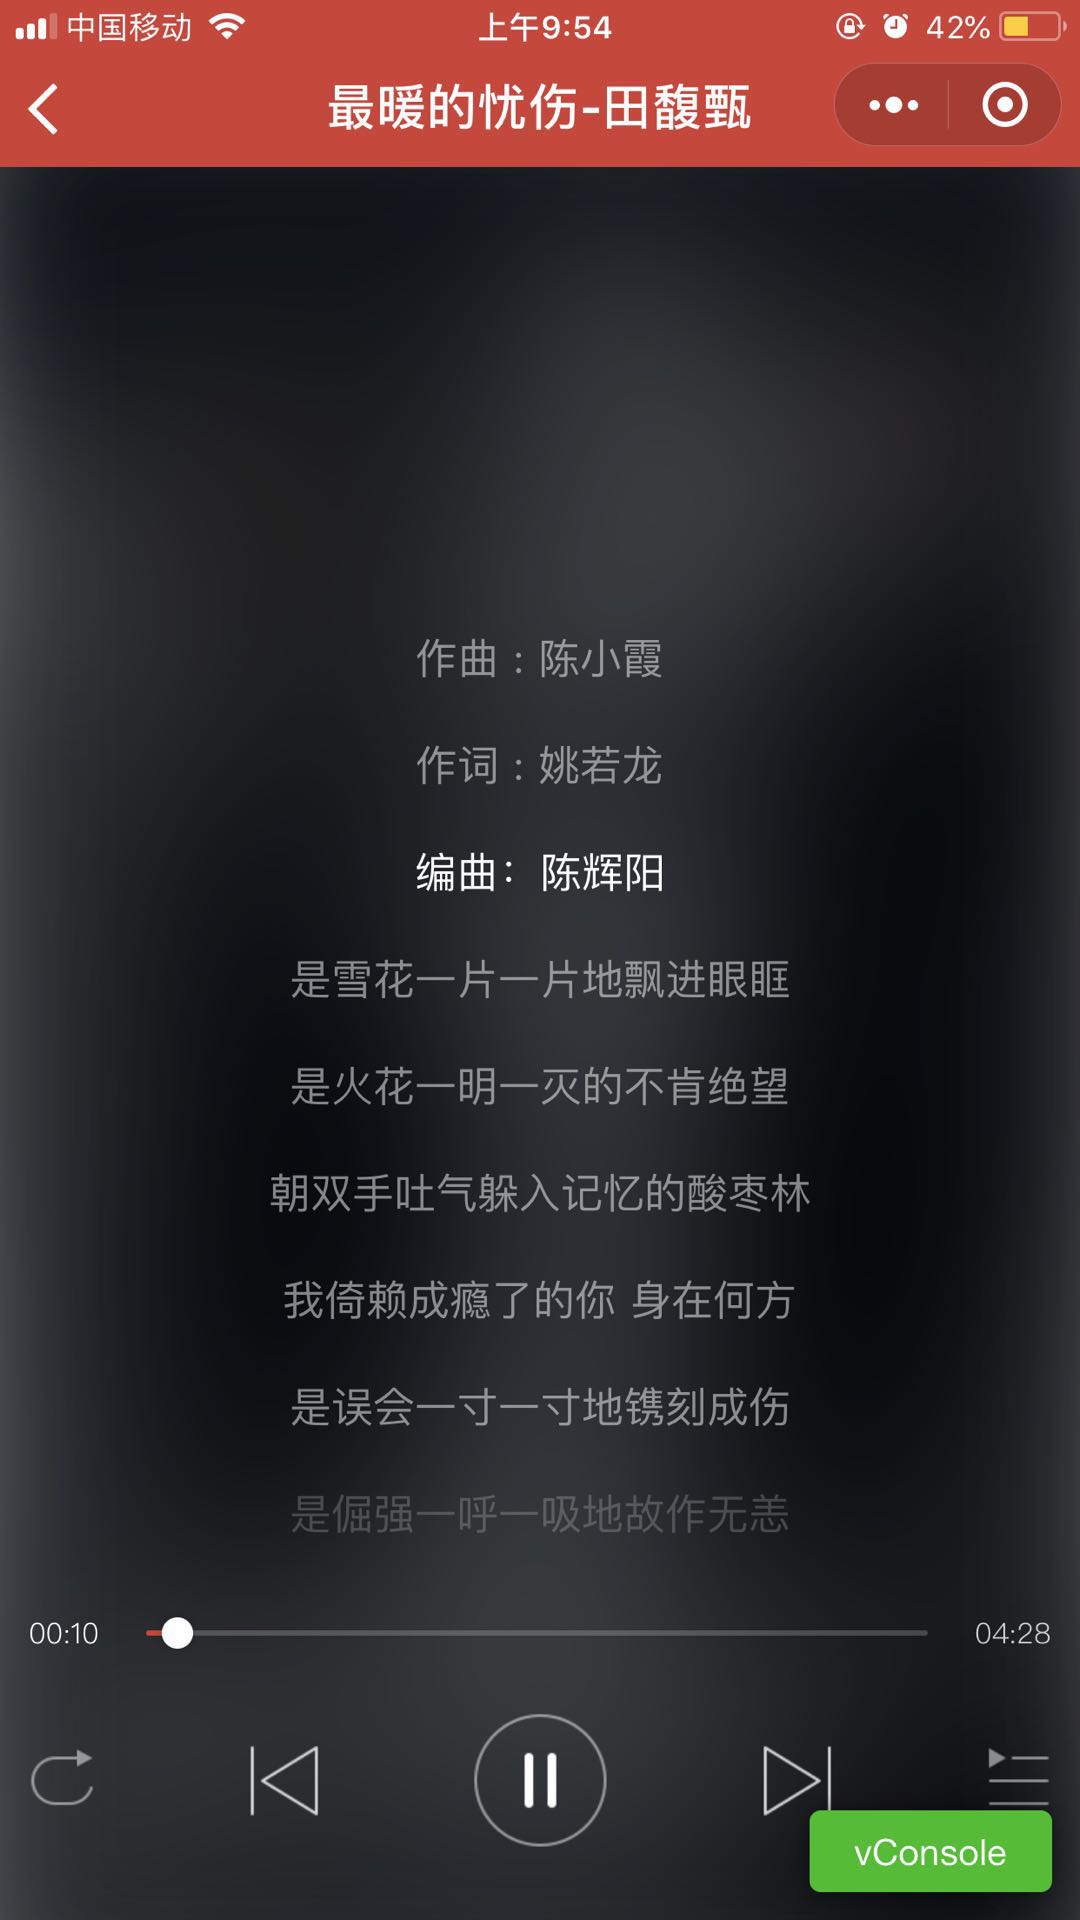 中国移动 上午9:54 42%
最暖的忧伤-田馥甄
作曲：陈小霞
作词：姚若龙
编曲： 陈辉阳
是雪花一片一片地飘进眼眶
是火花一明一灭的不肯绝望
朝双手吐气躲入记忆的酸枣林
我倚赖成瘾了的你 身在何方
是误会一寸一寸地镌刻成伤
是倔强一呼一吸地故作无恙
00:10 04:28
vConsole